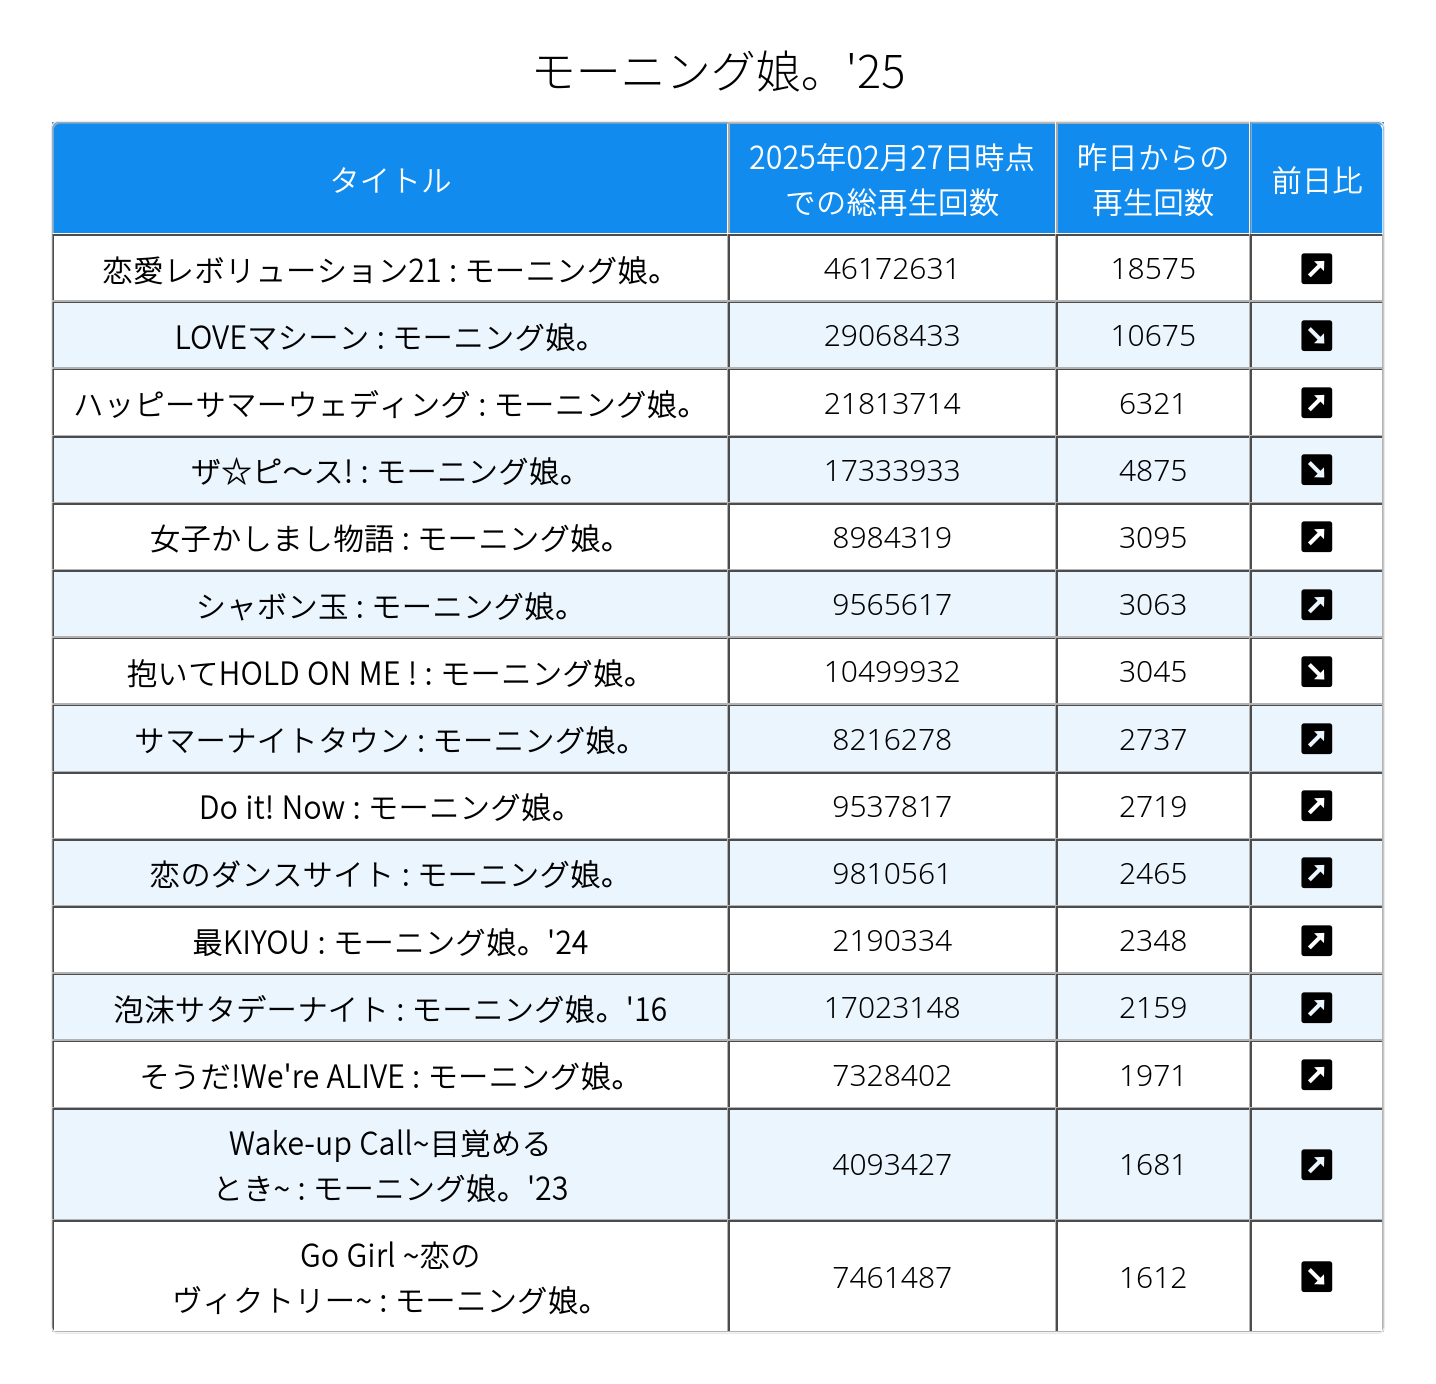 モーニング娘。'25
タイトル
2025年02月27日時点
での総再生回数
昨日からの
再生回数
前日比
恋愛レボリューション21 : モーニング娘。 46172631 18575 ↗
LOVEマシーン : モーニング娘。 29068433 10675 ↘
ハッピーサマーウェディング : モーニング娘。 21813714 6321 ↗
ザ☆ピ〜ス! : モーニング娘。 17333933 4875 ↘
女子かしまし物語 : モーニング娘。 8984319 3095 ↗
シャボン玉 : モーニング娘。 9565617 3063 ↗
抱いてHOLD ON ME ! : モーニング娘。 10499932 3045 ↘
サマーナイトタウン : モーニング娘。 8216278 2737 ↗
Do it! Now : モーニング娘。 9537817 2719 ↗
恋のダンスサイト : モーニング娘。 9810561 2465 ↗
最KIYOU : モーニング娘。'24 2190334 2348 ↗
泡沫サタデーナイト : モーニング娘。'16 17023148 2159 ↗
そうだ!We're ALIVE : モーニング娘。 7328402 1971 ↗
Wake-up Call~目覚める
とき~ : モーニング娘。'23 4093427 1681 ↗
Go Girl ~恋の
ヴィクトリー~ : モーニング娘。 7461487 1612 ↘